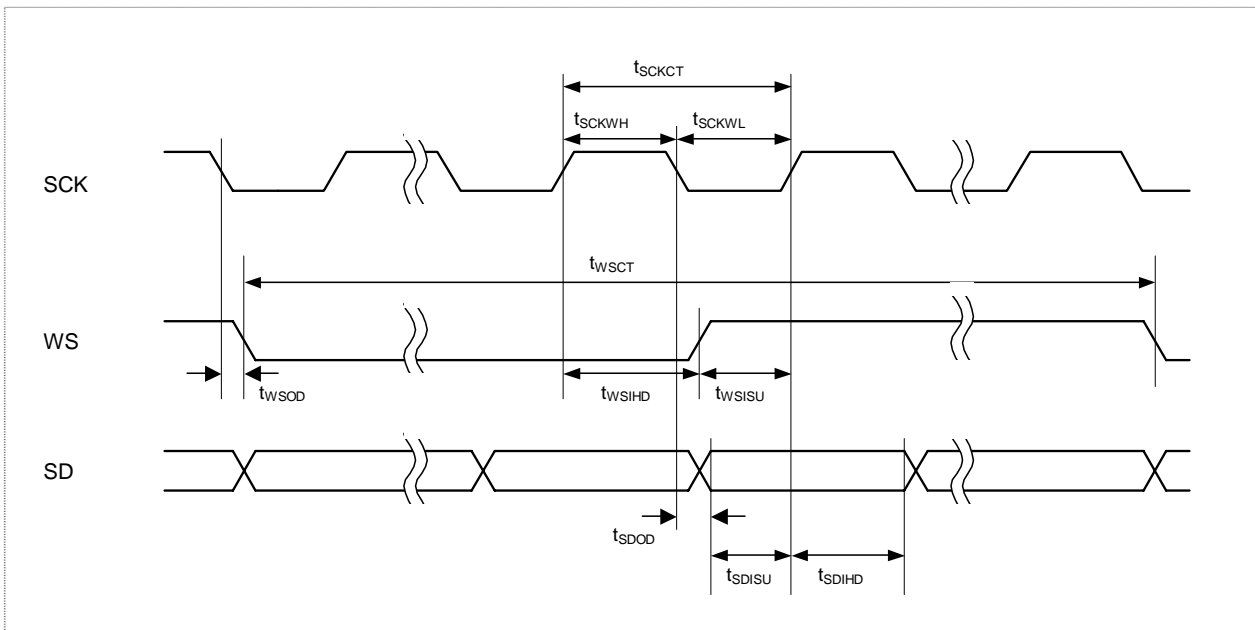 tSCKCT
tSCKWH tSCKWL
SCK
tWSCT
WS
tWSOD tWSIHD tWSISU
SD
tSDOD
tSDISU tSDIHD